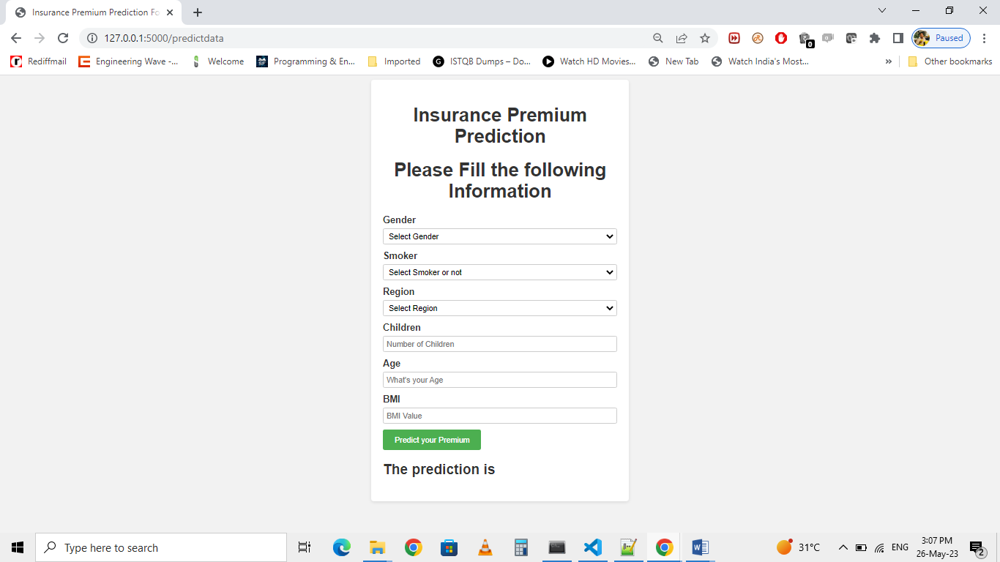 Insurance Premium Prediction Fo
127.0.0.1:5000/predictdata
0
Paused
Rediffmail
Engineering Wave -...
Welcome
Programming & En...
Imported
ISTQB Dumps – Do...
Watch HD Movies...
New Tab
Watch India's Most...
»
Other bookmarks
Insurance Premium
Prediction
Please Fill the following
Information
Gender
Select Gender
Smoker
Select Smoker or not
Region
Select Region
Children
Number of Children
Age
What's your Age
BMI
BMI Value
Predict your Premium
The prediction is
Type here to search
31°C
ENG
3:07 PM
26-May-23
2